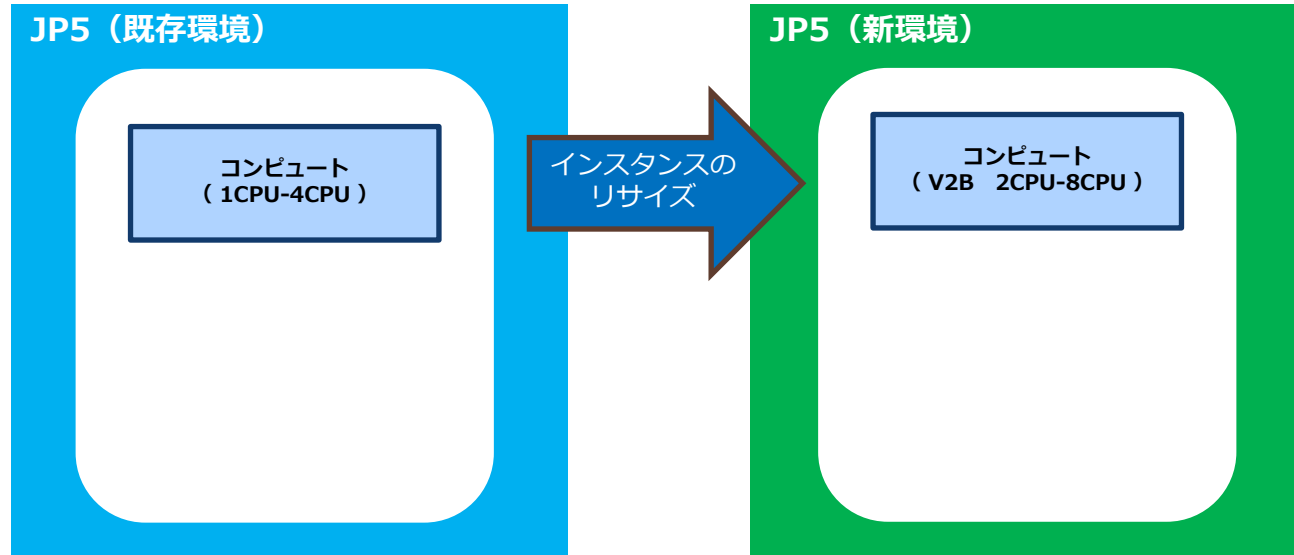 JP5（既存環境）
コンピュート
（ 1CPU-4CPU ）
インスタンスの
リサイズ
JP5（新環境）
コンピュート
（ V2B　2CPU-8CPU ）